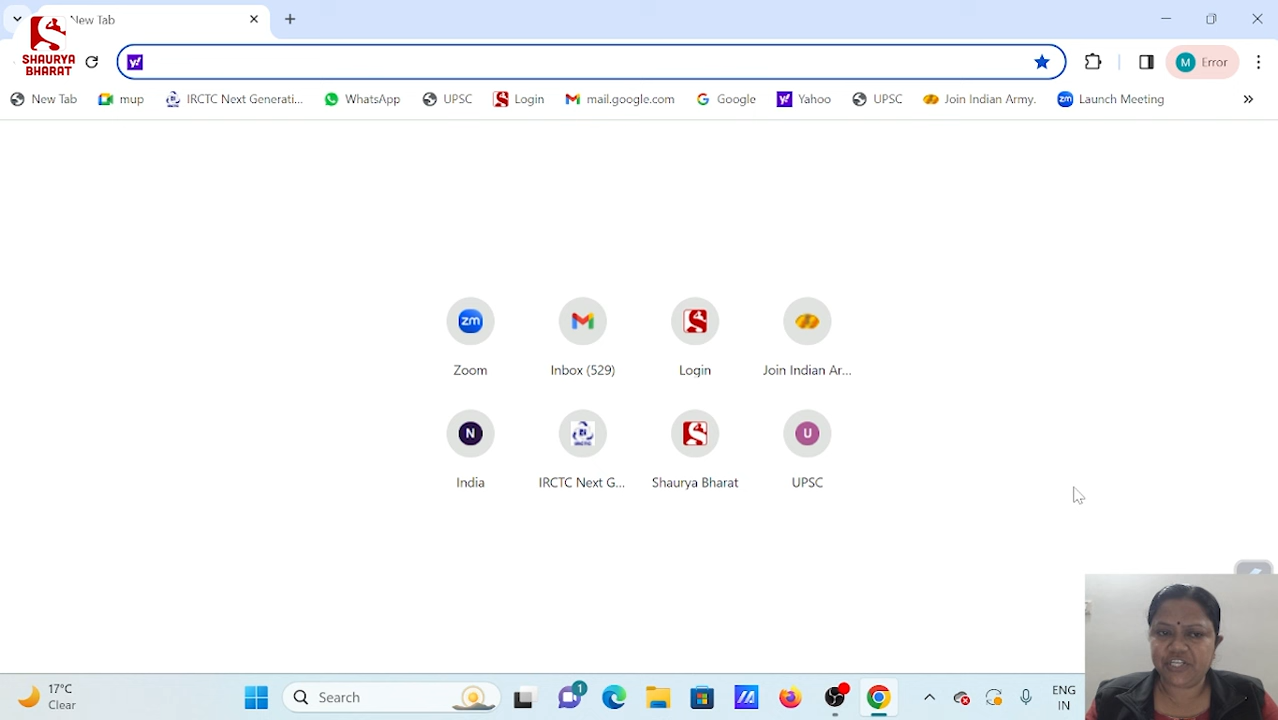 New Tab
SHAURYA
BHARAT
Error
New Tab
mup
IRCTC Next Generati...
WhatsApp
UPSC
Login
mail.google.com
Google
Yahoo
UPSC
Join Indian Army.
Launch Meeting
Zoom
Inbox (529)
Login
Join Indian Ar...
India
IRCTC Next G...
Shaurya Bharat
UPSC
17°C
Clear
Search
1
ENG
IN